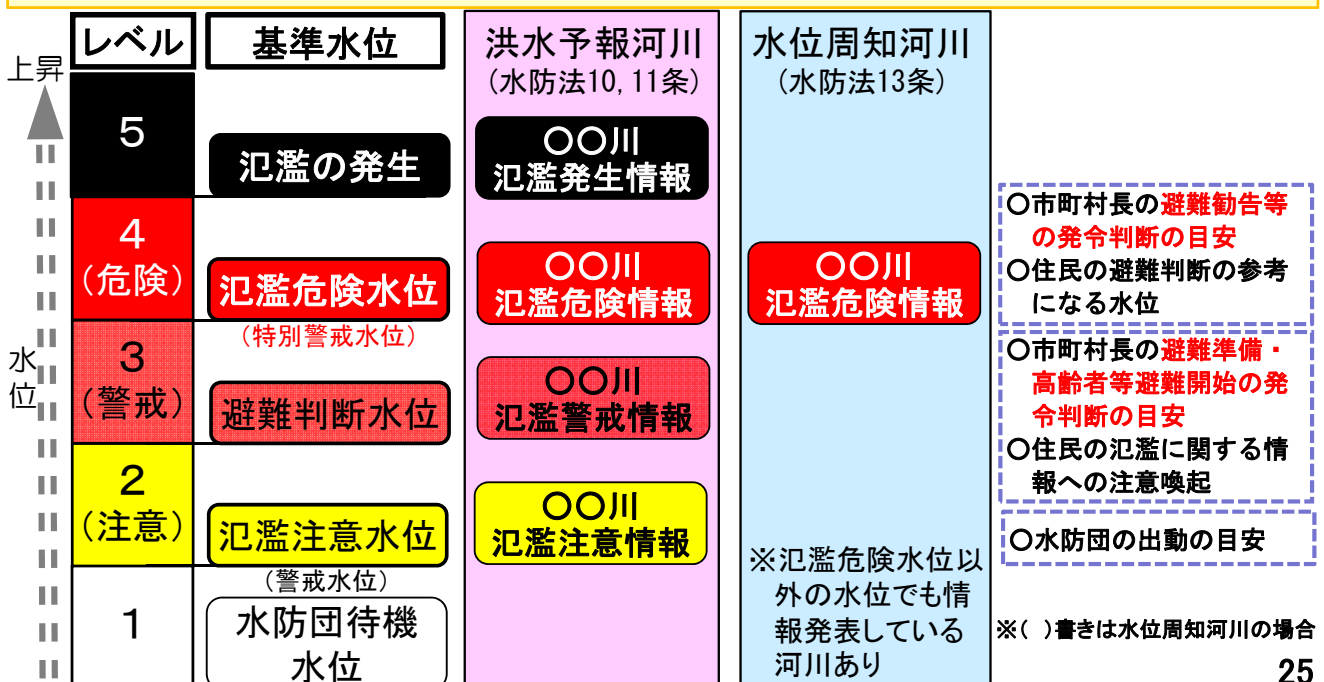 レベル
基準水位
洪水予報河川
(水防法10,11条)
水位周知河川
(水防法13条)
上昇
水位
5
氾濫の発生
〇〇川
氾濫発生情報
4
(危険)
氾濫危険水位
(特別警戒水位)
〇〇川
氾濫危険情報
〇〇川
氾濫危険情報
〇市町村長の避難勧告等
の発令判断の目安
〇住民の避難判断の参考
になる水位
3
(警戒)
避難判断水位
〇〇川
氾濫警戒情報
〇市町村長の避難準備・
高齢者等避難開始の発
令判断の目安
〇住民の氾濫に関する情
報への注意喚起
2
(注意)
氾濫注意水位
(警戒水位)
〇〇川
氾濫注意情報
〇水防団の出動の目安
1
水防団待機
水位
※氾濫危険水位以
外の水位でも情
報発表している
河川あり
※( )書きは水位周知河川の場合
25